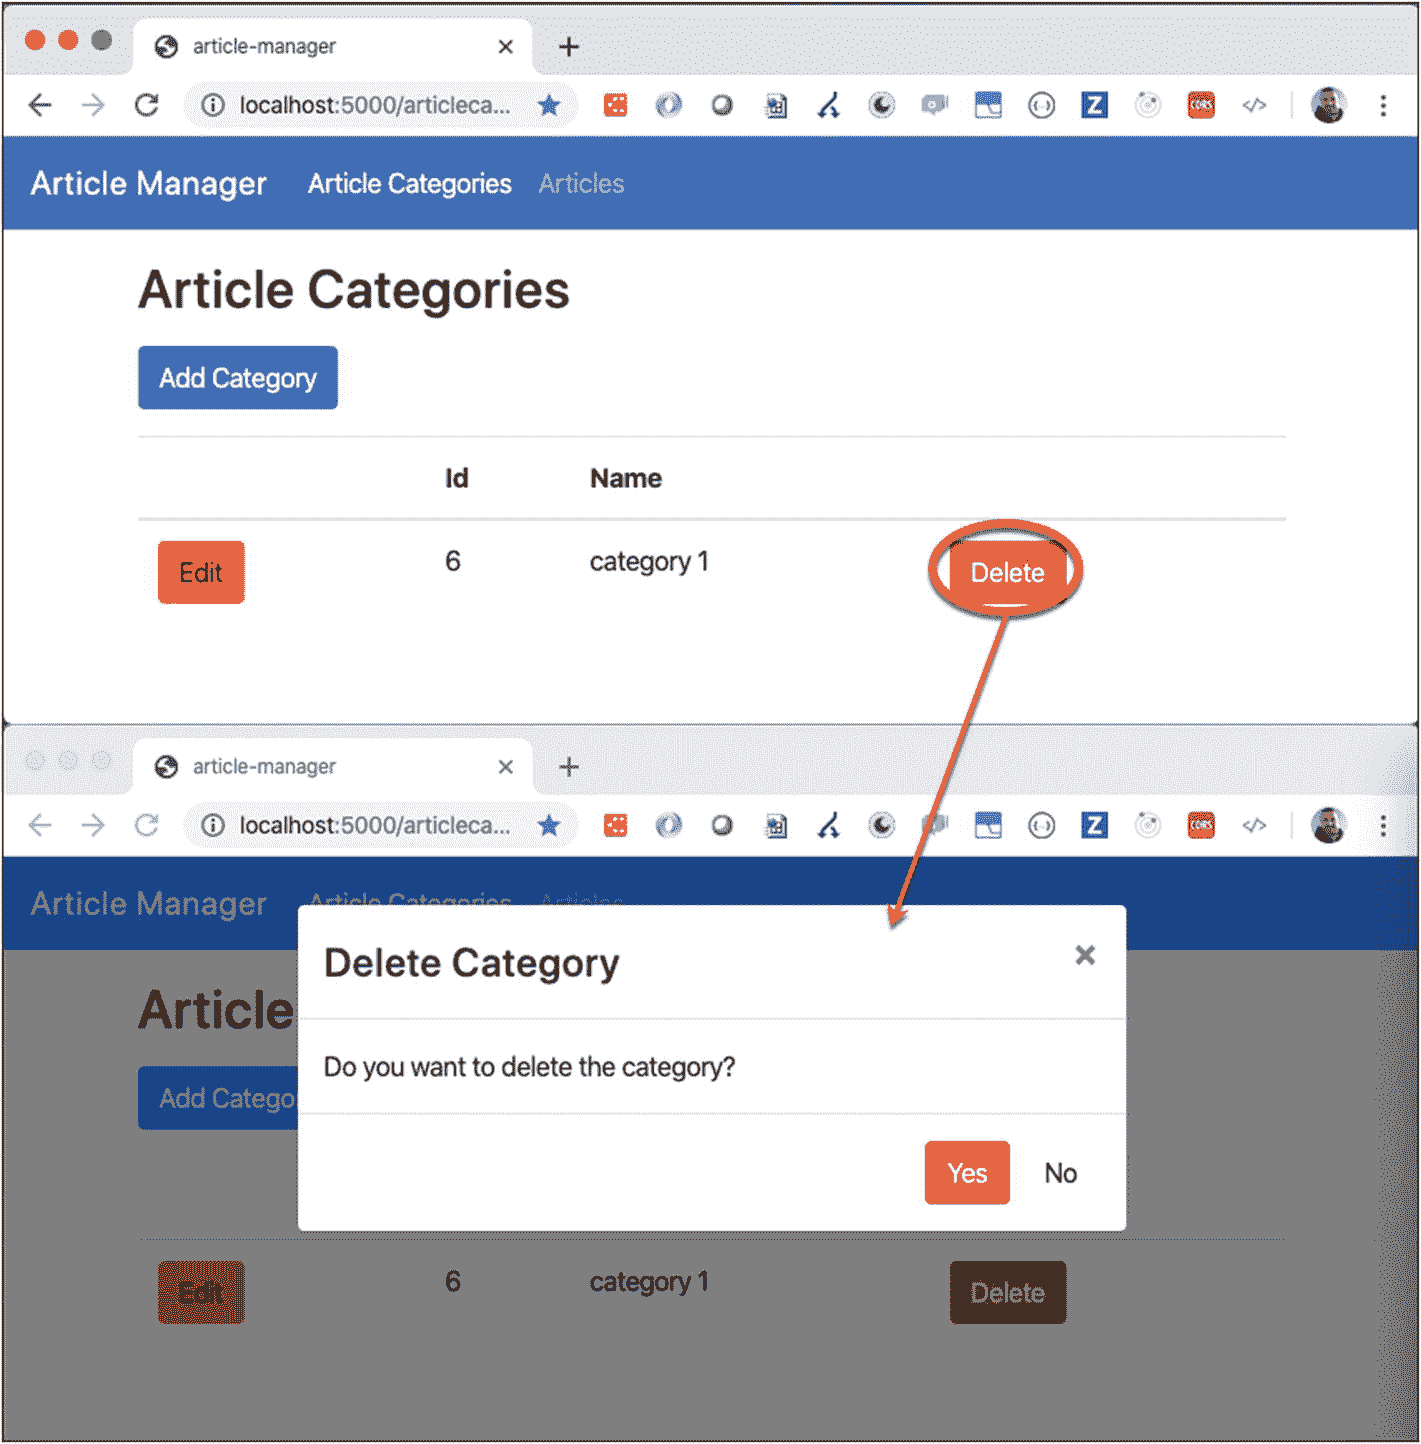 article-manager
localhost:5000/articleca...
CORS
Article Manager Article Categories Articles
Article Categories
Add Category
Id Name
Edit 6 category 1 Delete
article-manager
localhost:5000/articleca...
CORS
Article Manager Article Categories Articles
Delete Category
Article
Do you want to delete the category?
Add Catego
Yes No
Edit 6 category 1 Delete